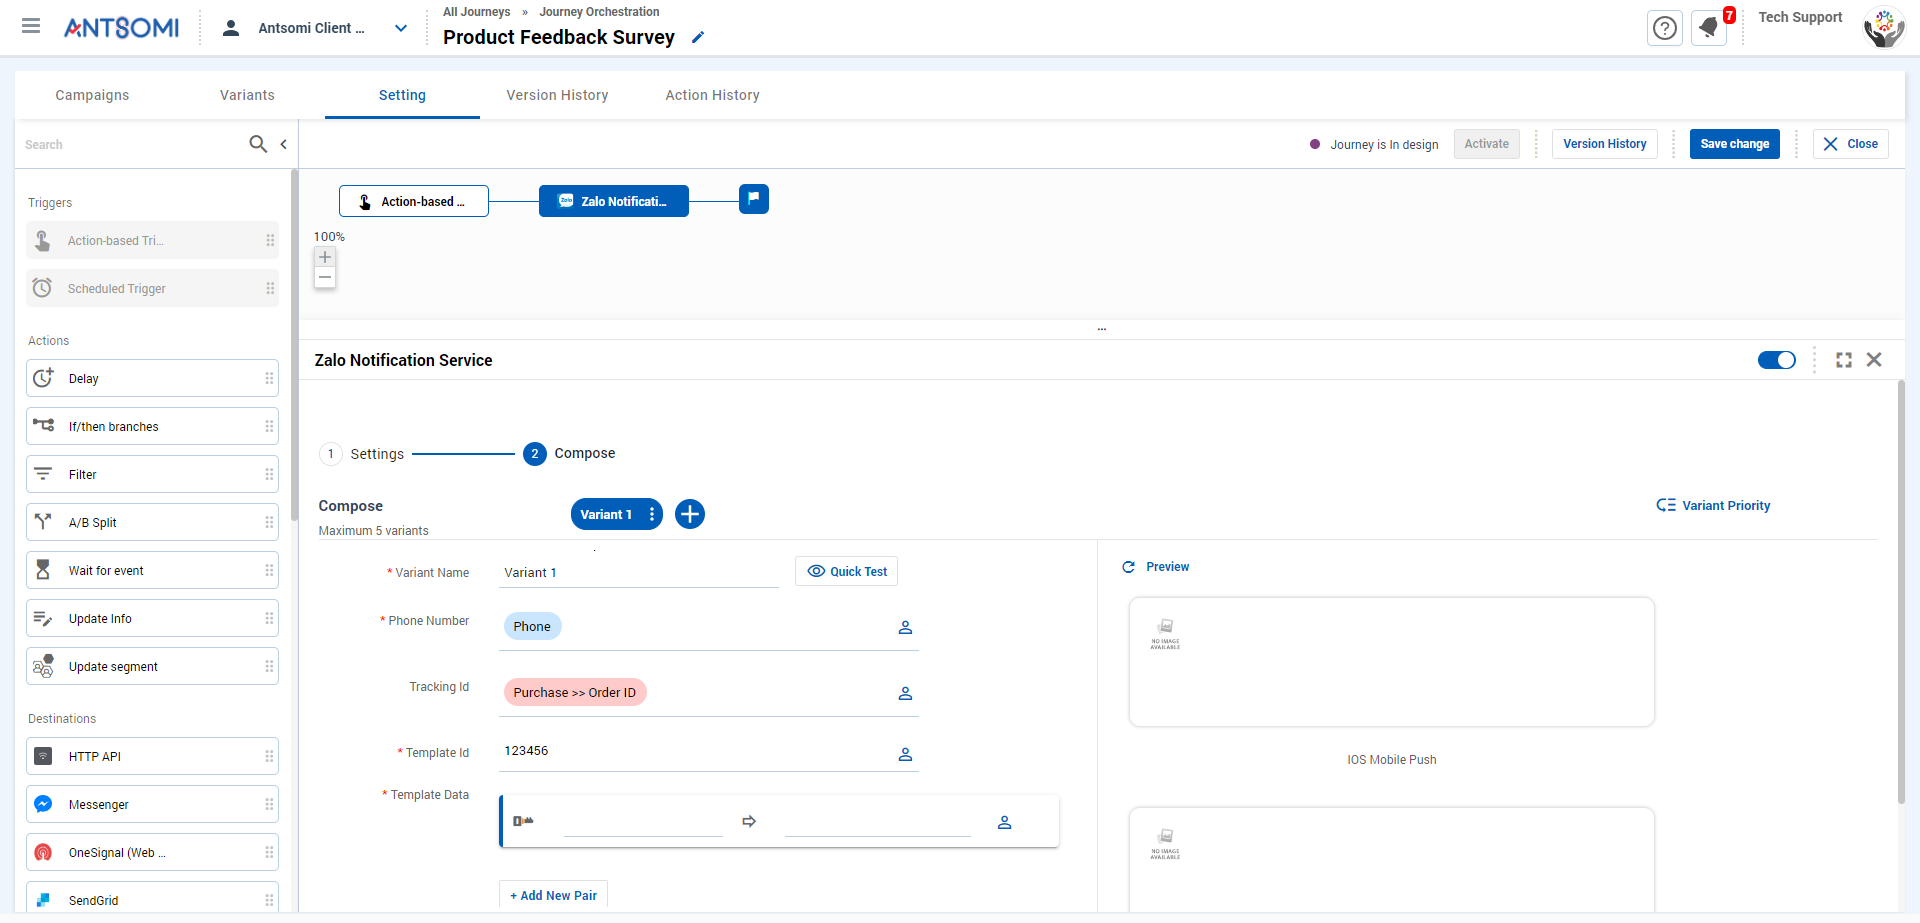 ANTSOMI
Antsomi Client ...
All Journeys » Journey Orchestration
Product Feedback Survey
7
Tech Support
Campaigns
Variants
Setting
Version History
Action History
Search
Journey is In design
Activate
Version History
Save change
Close
Triggers
Action-based Tri...
Scheduled Trigger
Actions
Delay
If/then branches
Filter
A/B Split
Wait for event
Update Info
Update segment
Destinations
HTTP API
Messenger
OneSignal (Web ...
SendGrid
Action-based ...
Zalo
Zalo Notificati...
100%
...
Zalo Notification Service
1 Settings
2 Compose
Compose
Maximum 5 variants
Variant 1
Variant Priority
* Variant Name
Variant 1
Quick Test
* Phone Number
Phone
Tracking Id
Purchase >> Order ID
* Template Id
123456
* Template Data
+ Add New Pair
Preview
NO IMAGE
AVAILABLE
IOS Mobile Push
NO IMAGE
AVAILABLE